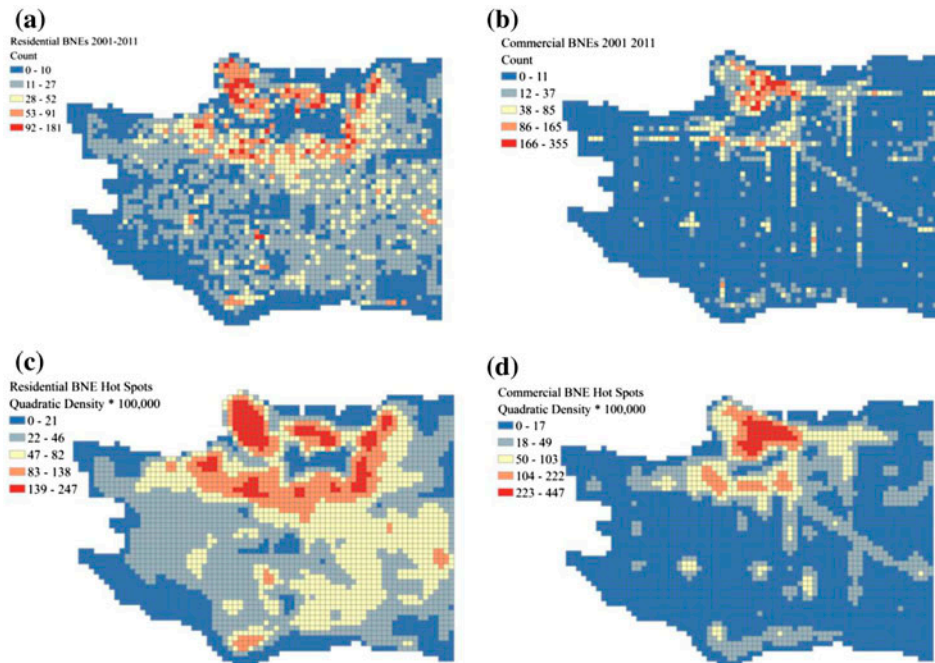 (a)
Residential BNEs 2001-2011
Count
0 - 10
11 - 27
28 - 52
53 - 91
92 - 181
(b)
Commercial BNEs 2001 2011
Count
0 - 11
12 - 37
38 - 85
86 - 165
166 - 355
(c)
Residential BNE Hot Spots
Quadratic Density * 100,000
0 - 21
22 - 46
47 - 82
83 - 138
139 - 247
(d)
Commercial BNE Hot Spots
Quadratic Density * 100,000
0 - 17
18 - 49
50 - 103
104 - 222
223 - 447